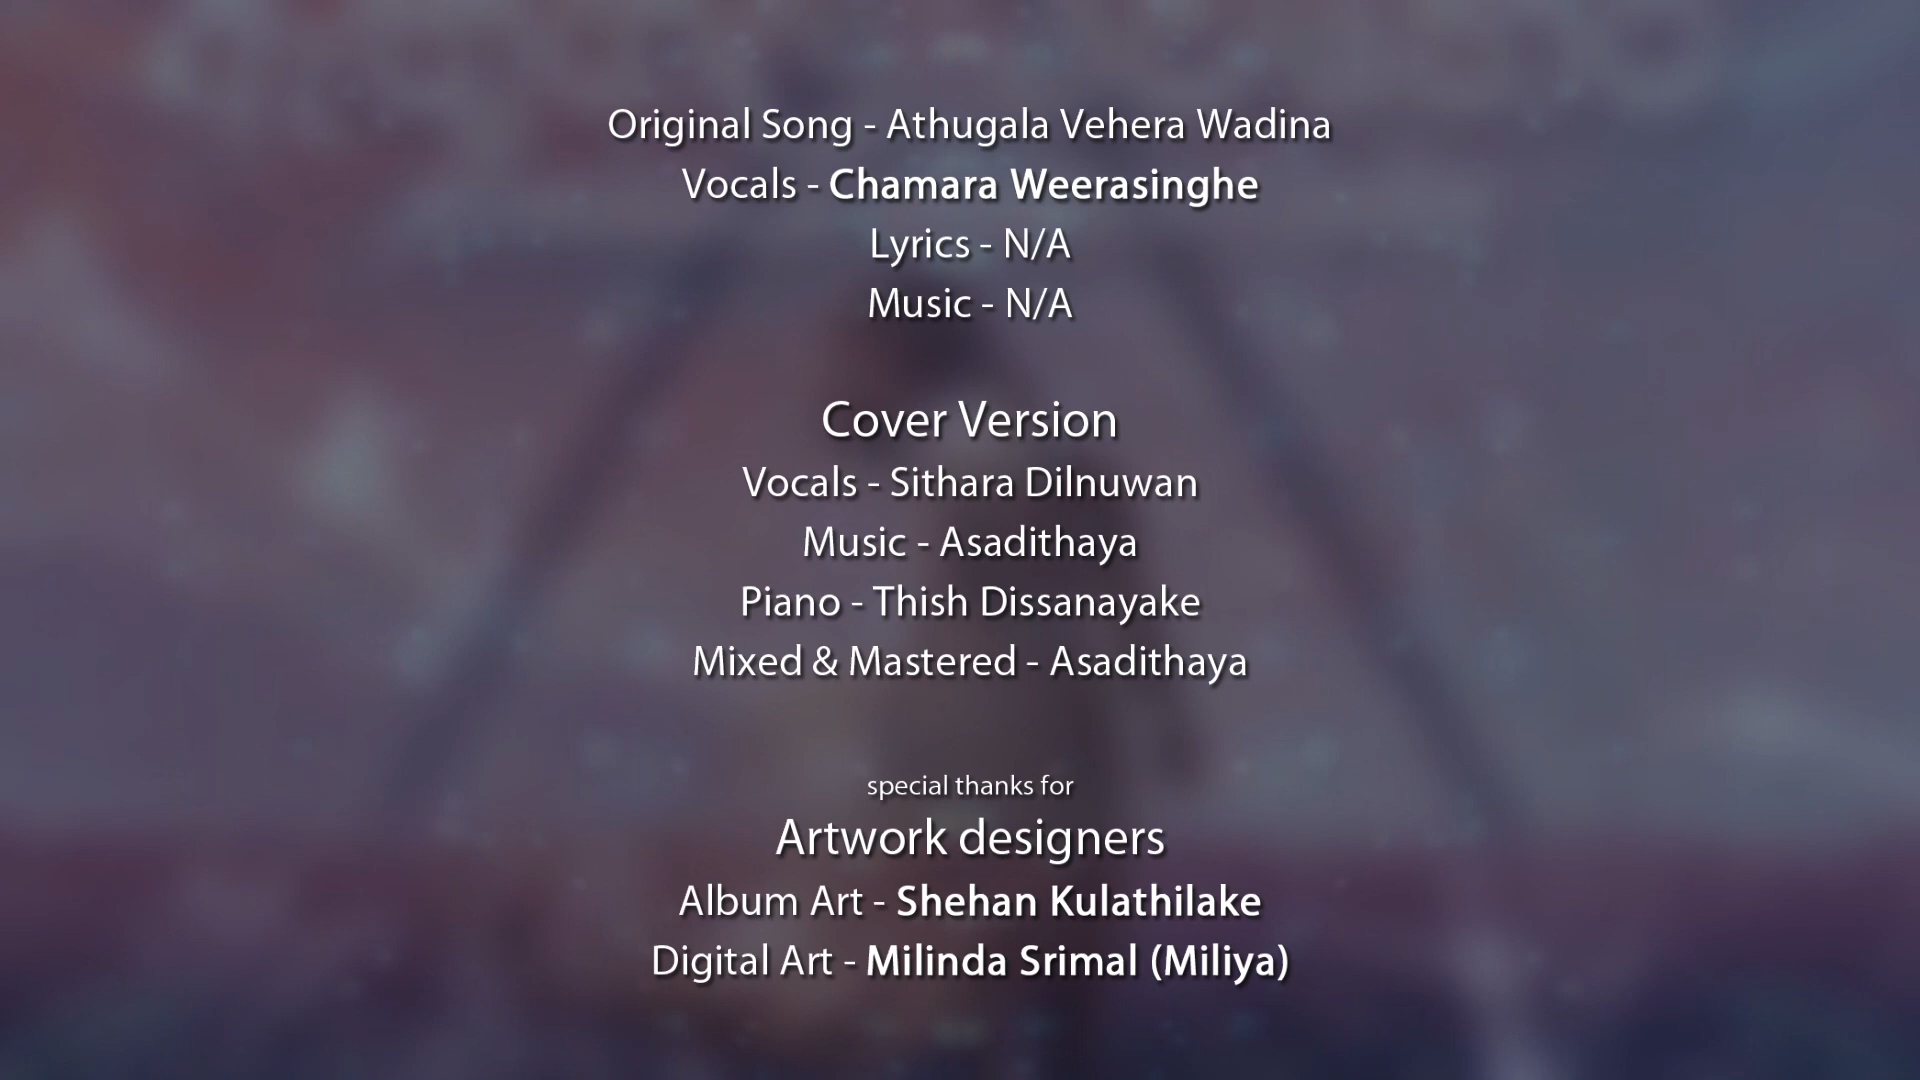 Original Song - Athugala Vehera Wadina
Vocals - Chamara Weerasinghe
Lyrics - N/A
Music - N/A
Cover Version
Vocals - Sithara Dilnuwan
Music - Asadithaya
Piano - Thish Dissanayake
Mixed & Mastered - Asadithaya
special thanks for
Artwork designers
Album Art - Shehan Kulathilake
Digital Art - Milinda Srimal (Miliya)